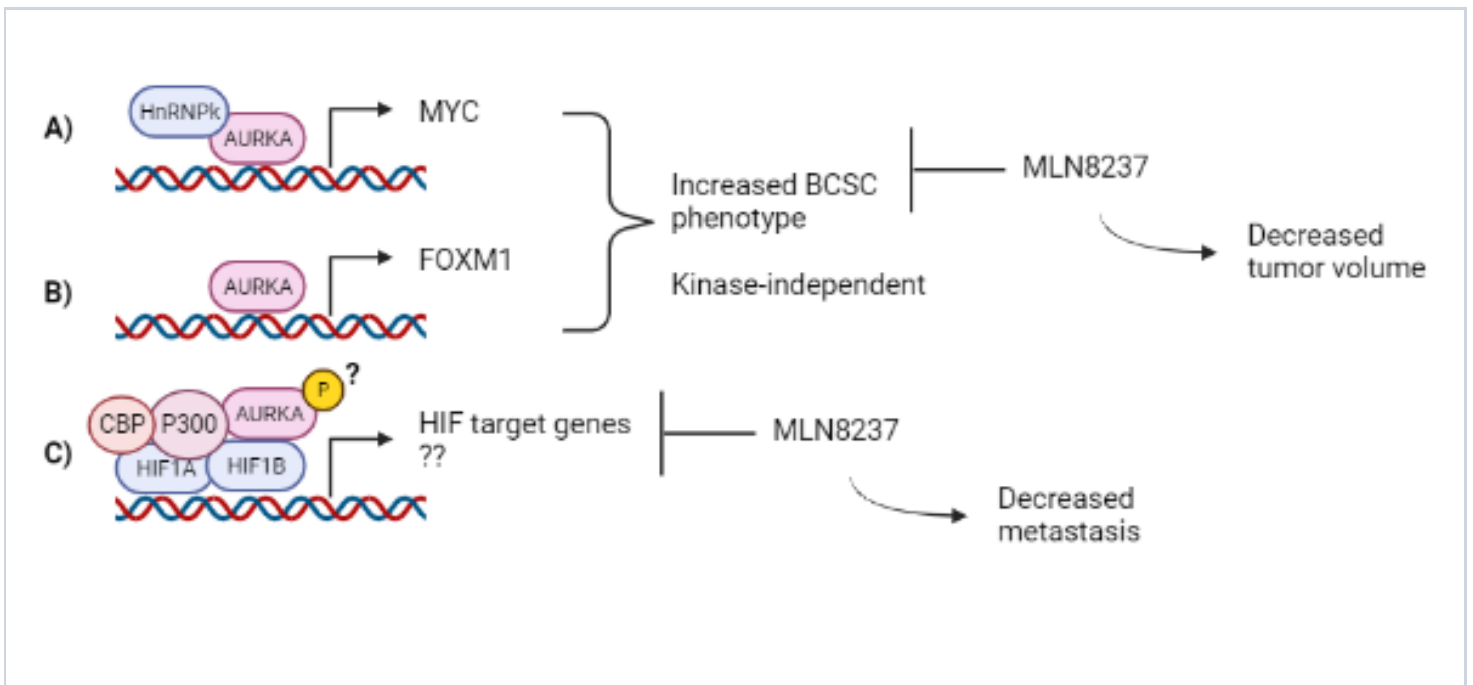 A)
HnRNPk
AURKA
MYC
B)
AURKA
FOXM1
Increased BCSC
phenotype
Kinase-independent
MLN8237
Decreased
tumor volume
C)
CBP
P300
AURKA
P
?
HIF1A
HIF1B
HIF target genes
??
MLN8237
Decreased
metastasis